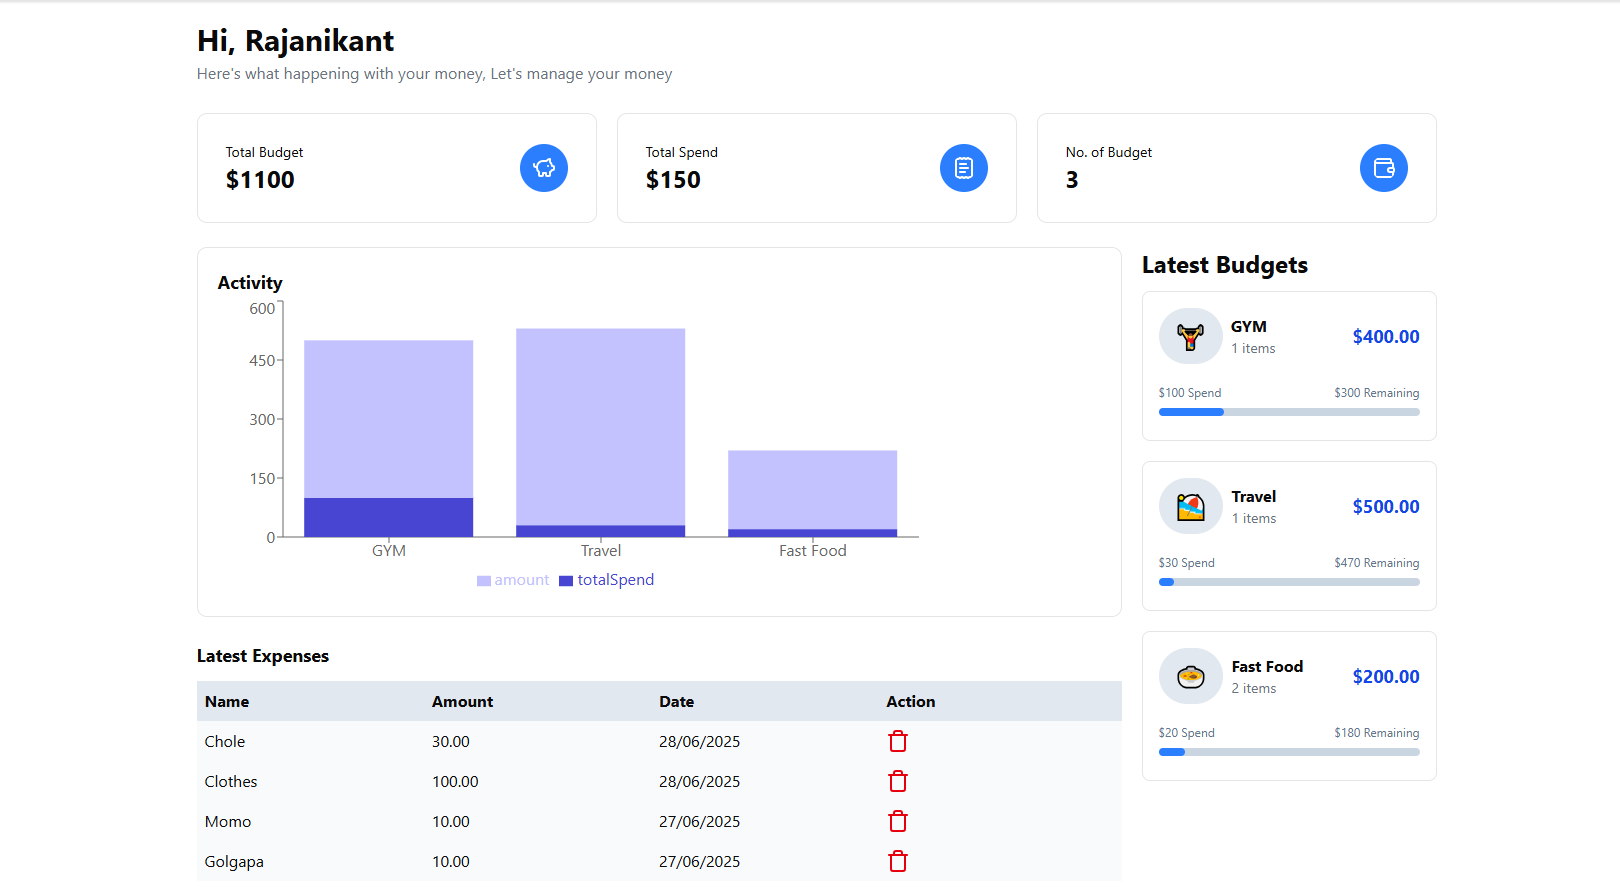 Hi, Rajanikant
Here's what happening with your money, Let's manage your money
Total Budget
$1100
Total Spend
$150
No. of Budget
3
Activity
600
450
300
150
0
GYM Travel Fast Food
amount totalSpend
Latest Budgets
GYM
1 items
$400.00
$100 Spend $300 Remaining
Travel
1 items
$500.00
$30 Spend $470 Remaining
Fast Food
2 items
$200.00
$20 Spend $180 Remaining
Latest Expenses
Name Amount Date Action
Chole 30.00 28/06/2025
Clothes 100.00 28/06/2025
Momo 10.00 27/06/2025
Golgapa 10.00 27/06/2025